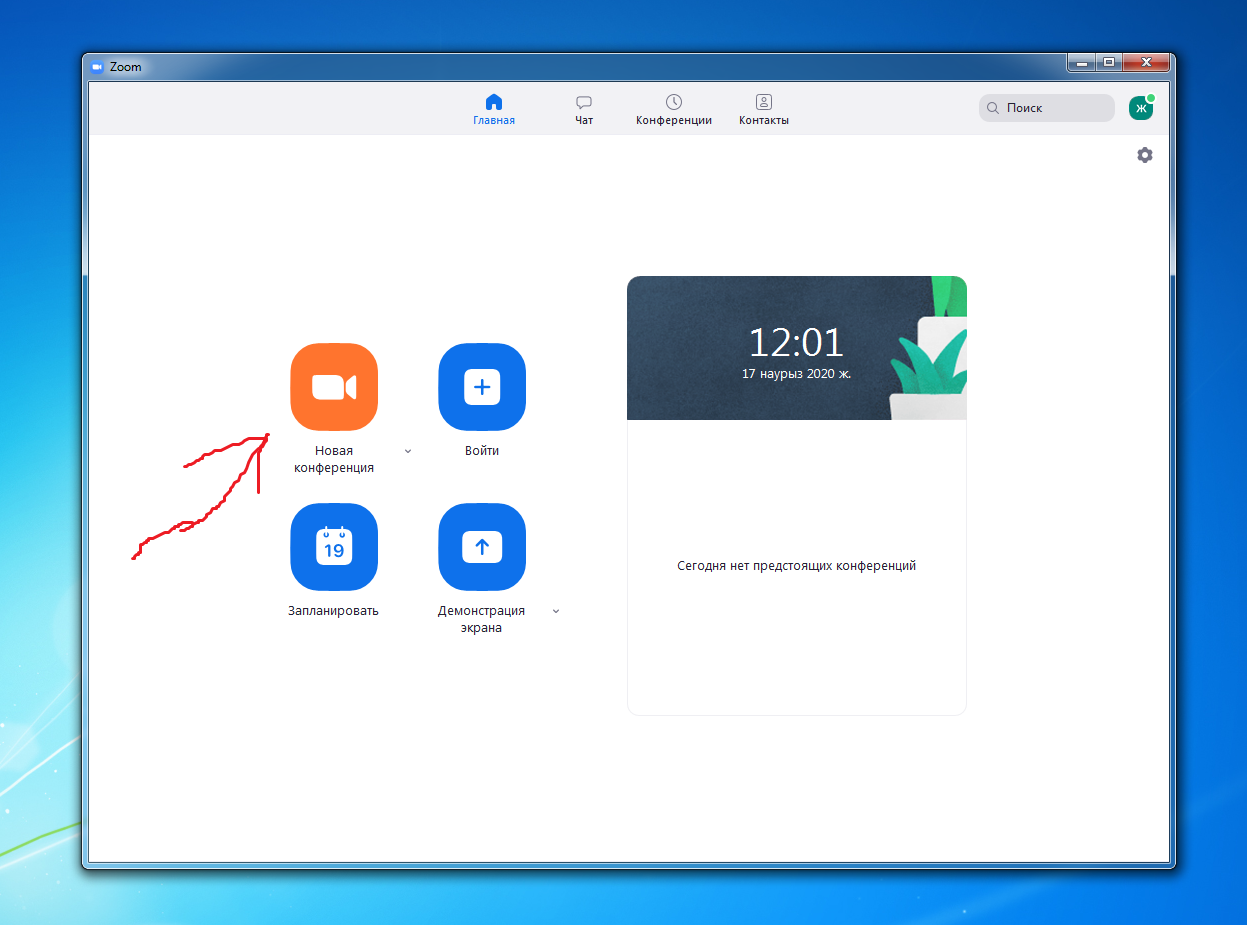 Zoom
Главная
Чат
Конференции
Контакты
Поиск
Ж
12:01
17 наурыз 2020 ж.
Новая
конференция
Войти
19
Запланировать
Демонстрация
экрана
Сегодня нет предстоящих конференций